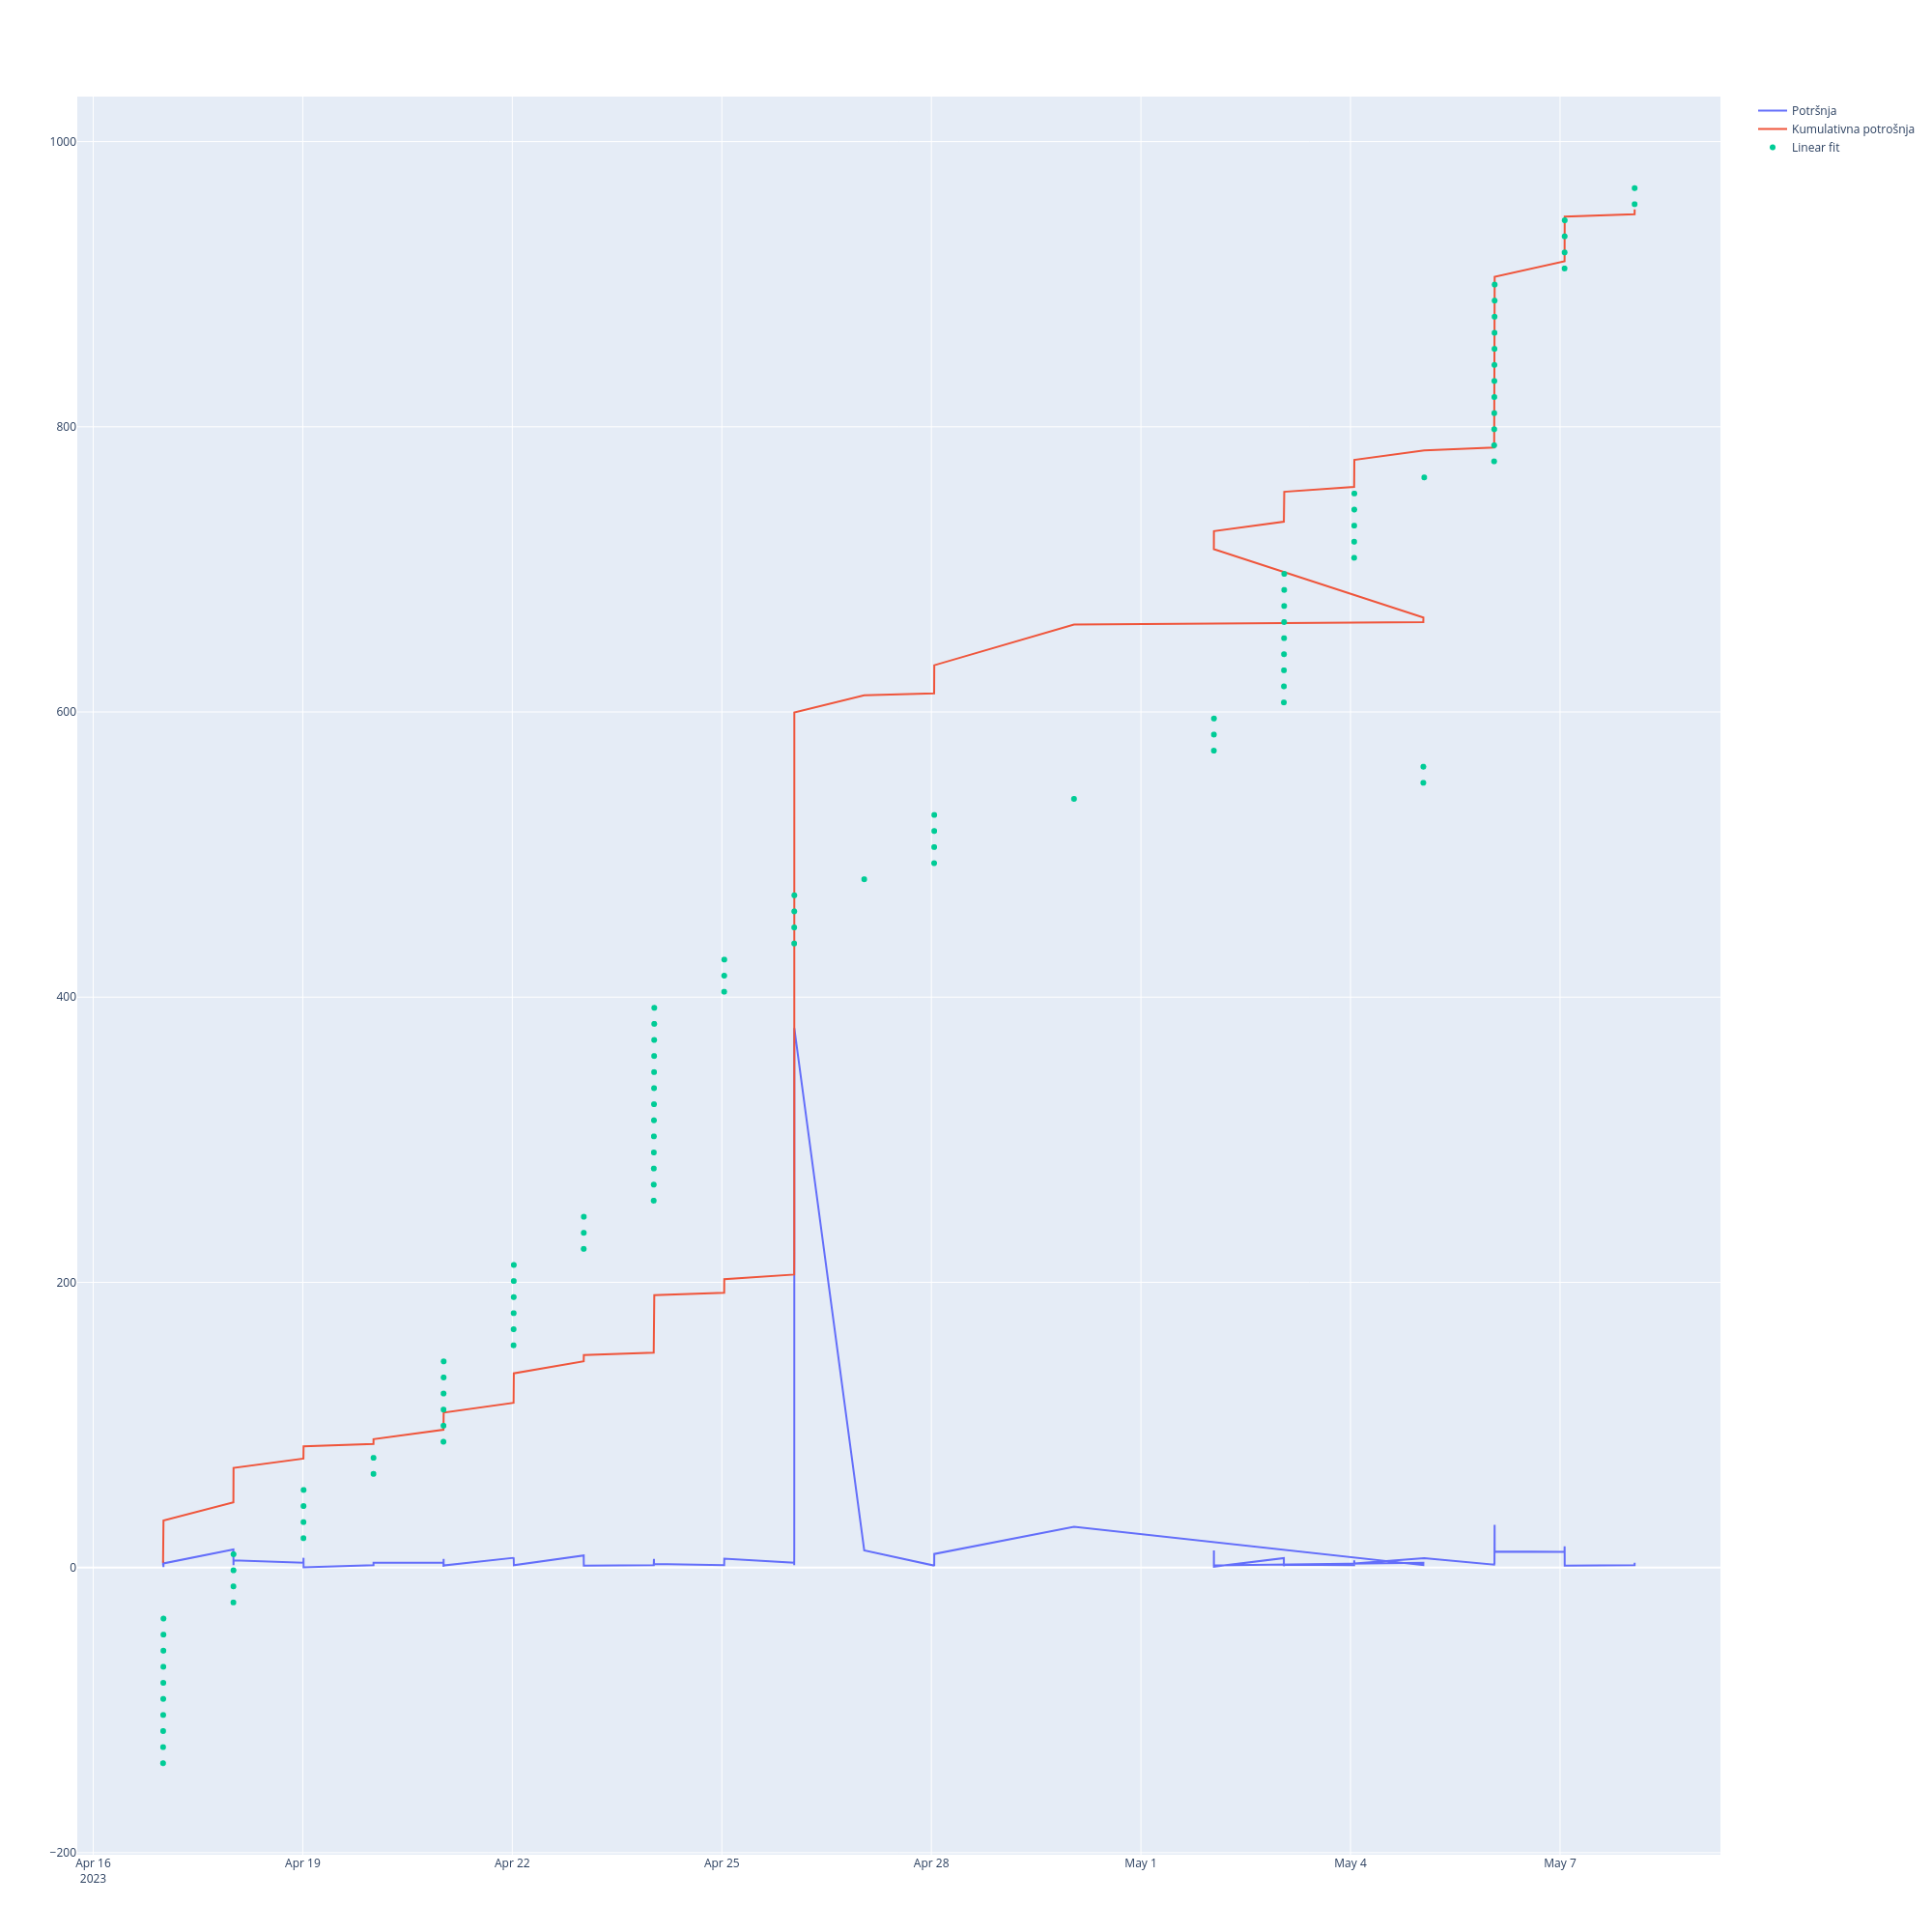 Potršnja
Kumulativna potrošnja
Linear fit
1000
800
600
400
200
0
−200
Apr 16
2023
Apr 19
Apr 22
Apr 25
Apr 28
May 1
May 4
May 7